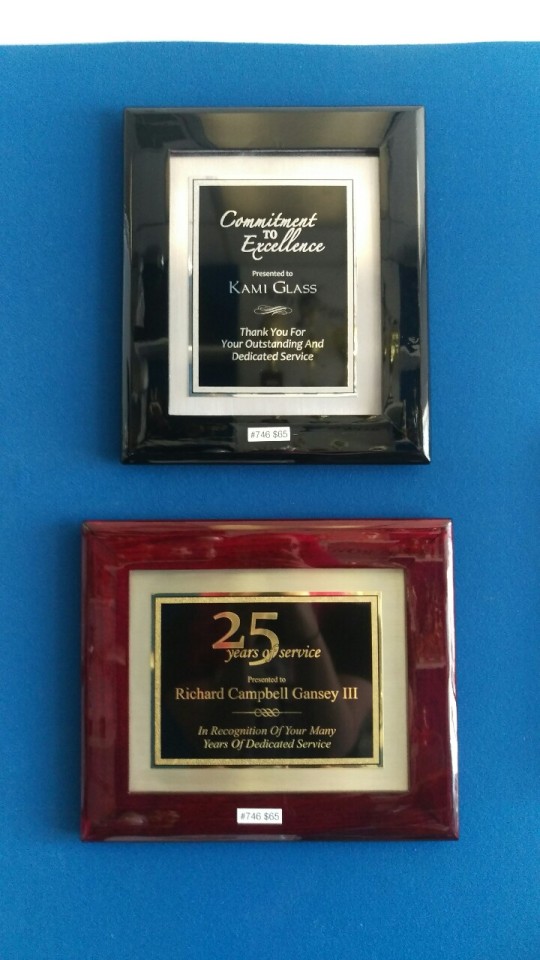 Commitment
TO
Excellence
Presented to
KAMI GLASS
Thank You For
Your Outstanding And
Dedicated Service
#746 $65
25
years of service
Presented to
Richard Campbell Gansey III
In Recognition Of Your Many
Years Of Dedicated Service
#746 $65